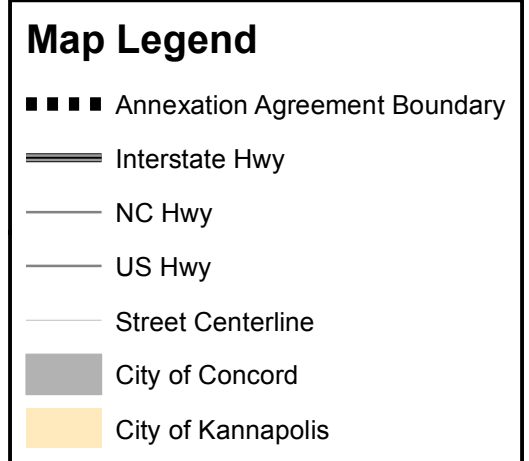 Map Legend
Annexation Agreement Boundary
Interstate Hwy
NC Hwy
US Hwy
Street Centerline
City of Concord
City of Kannapolis